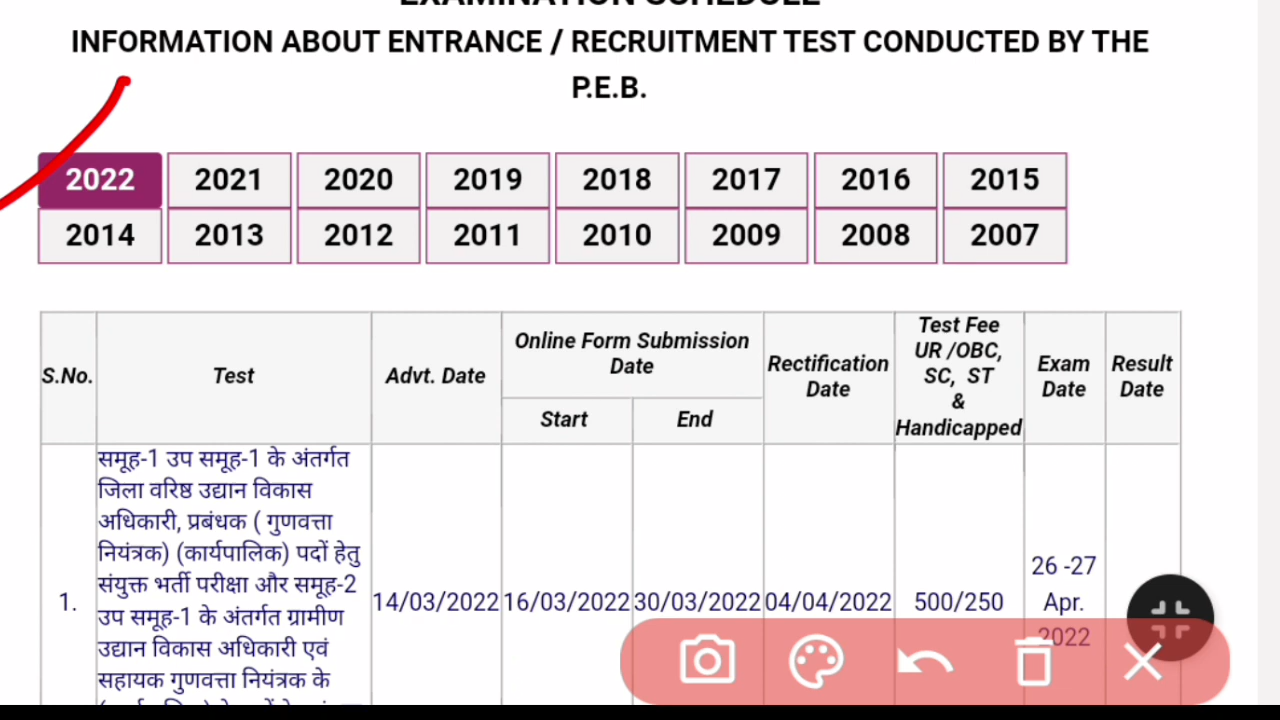 EXAMINATION SCHEDULE
INFORMATION ABOUT ENTRANCE / RECRUITMENT TEST CONDUCTED BY THE
P.E.B.
2022 2021 2020 2019 2018 2017 2016 2015
2014 2013 2012 2011 2010 2009 2008 2007
S.No. Test Advt. Date Online Form Submission Date Rectification Date Test Fee UR /OBC, SC, ST & Handicapped Exam Date Result Date
Start End
समूह-1 उप समूह-1 के अंतर्गत
जिला वरिष्ठ उद्यान विकास
अधिकारी, प्रबंधक ( गुणवत्ता
नियंत्रक) (कार्यपालिक) पदों हेतु
संयुक्त भर्ती परीक्षा और समूह-2
उप समूह-1 के अंतर्गत ग्रामीण
उद्यान विकास अधिकारी एवं
सहायक गुणवत्ता नियंत्रक के
1. 14/03/2022 16/03/2022 30/03/2022 04/04/2022 500/250
26 -27
Apr.
2022